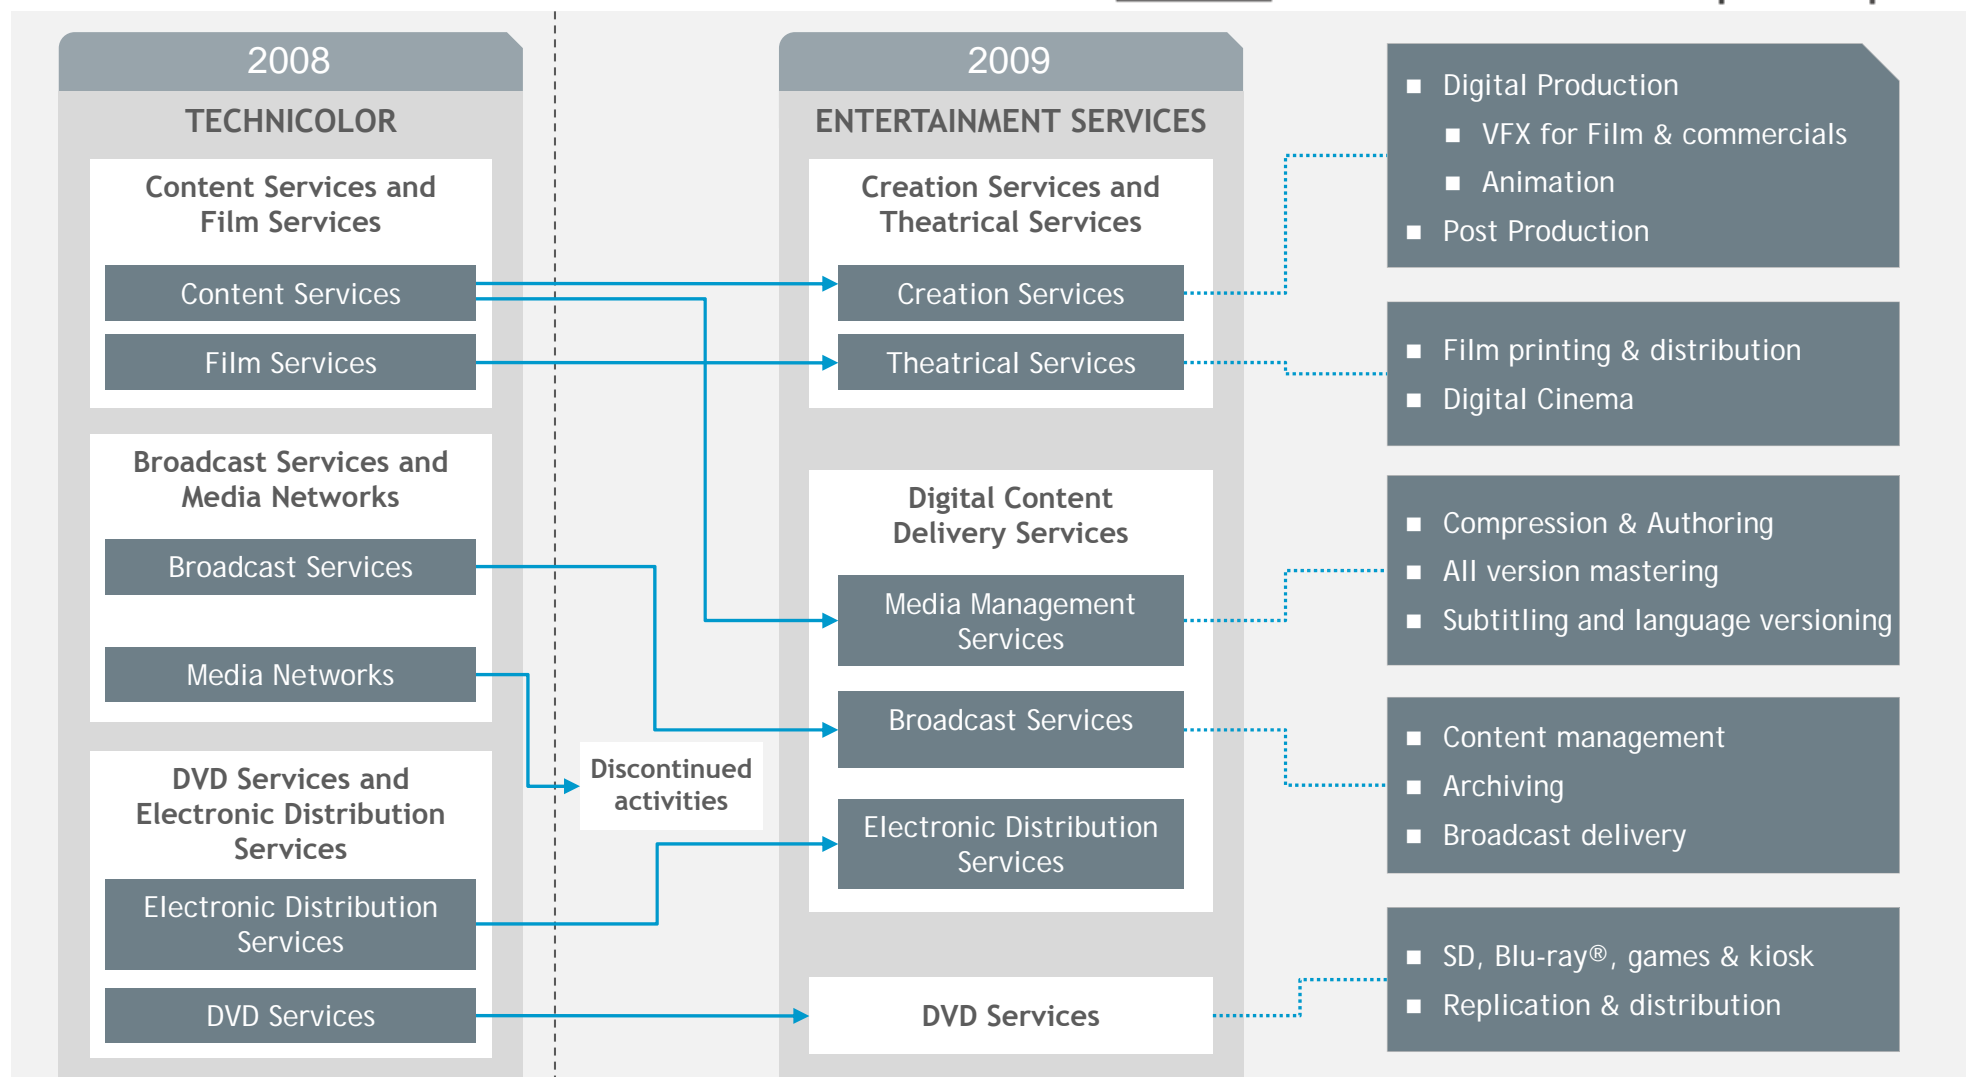 2008
TECHNICOLOR
Content Services and
Film Services
Content Services
Film Services
Broadcast Services and
Media Networks
Broadcast Services
Media Networks
DVD Services and
Electronic Distribution
Services
Electronic Distribution
Services
DVD Services
Discontinued
activities
2009
ENTERTAINMENT SERVICES
Creation Services and
Theatrical Services
Creation Services
Theatrical Services
Digital Content
Delivery Services
Media Management
Services
Broadcast Services
Electronic Distribution
Services
DVD Services
Digital Production
VFX for Film & commercials
Animation
Post Production
Film printing & distribution
Digital Cinema
Compression & Authoring
All version mastering
Subtitling and language versioning
Content management
Archiving
Broadcast delivery
SD, Blu-ray®, games & kiosk
Replication & distribution